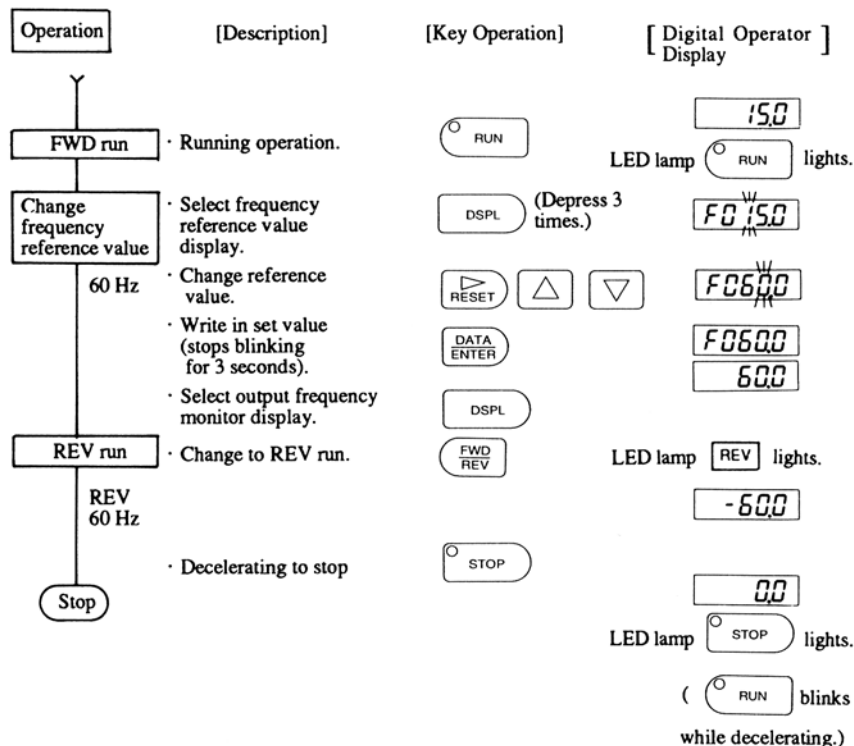 Operation [Description] [Key Operation] [ Digital Operator Display ]
15.0
FWD run · Running operation. RUN LED lamp RUN lights.
Change frequency reference value
· Select frequency reference value display.
DSPL (Depress 3 times.)
F015.0
60 Hz
· Change reference value.
RESET
F060.0
· Write in set value (stops blinking for 3 seconds).
DATA
ENTER
F060.0
60.0
· Select output frequency monitor display.
DSPL
REV run · Change to REV run.
FWD
REV
LED lamp REV lights.
REV
60 Hz
-60.0
· Decelerating to stop
STOP
0.0
Stop
LED lamp STOP lights.
( RUN blinks
while decelerating.)